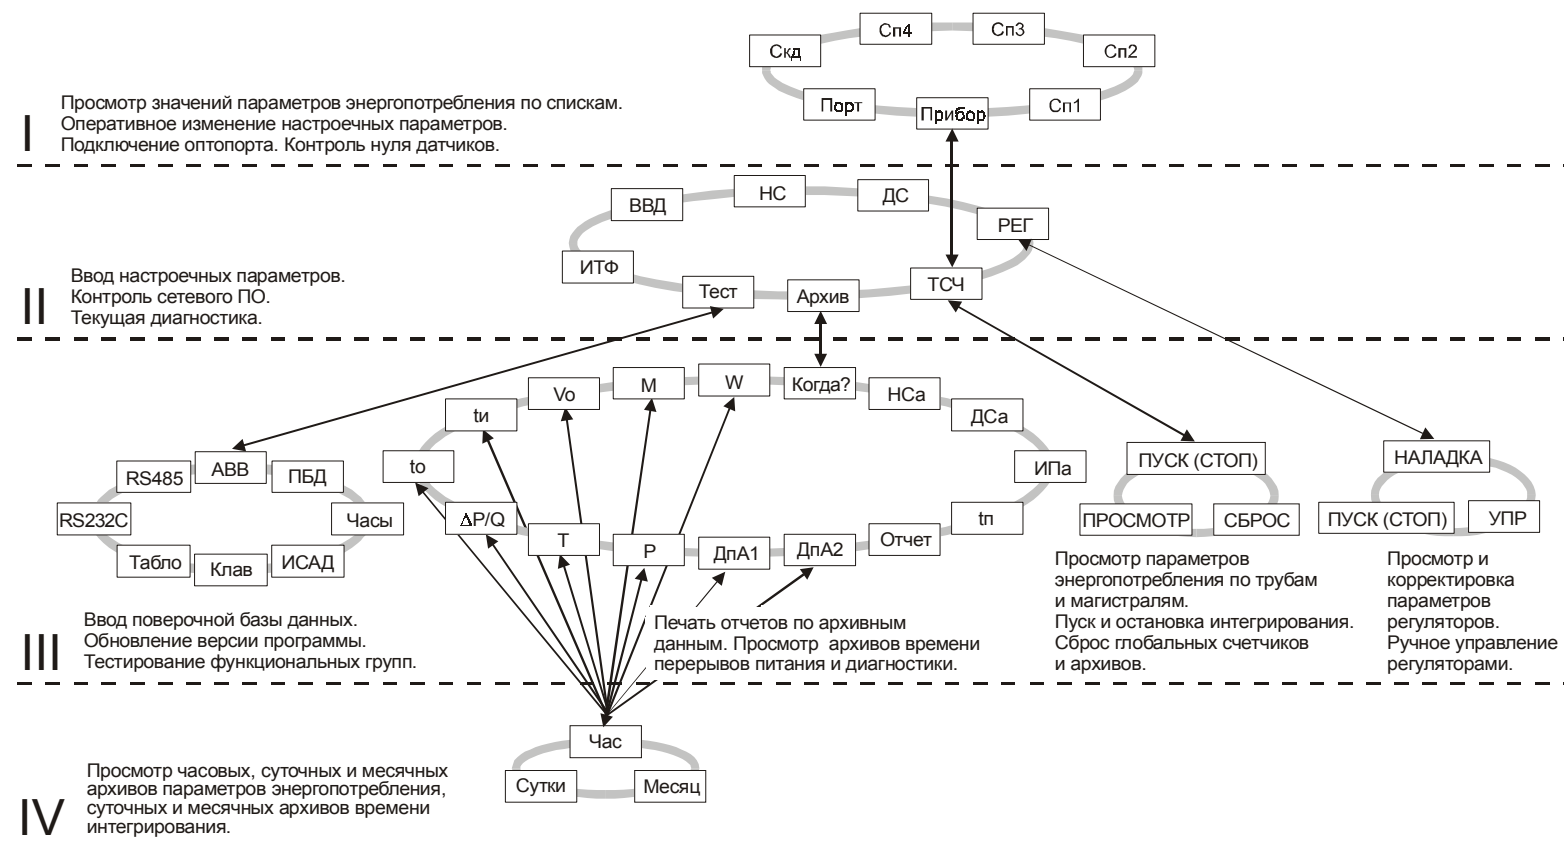 Сп4
Сп3
Скд
Сп2
Порт
Прибор
Сп1
I
Просмотр значений параметров энергопотребления по спискам.
Оперативное изменение настроечных параметров.
Подключение оптопорта. Контроль нуля датчиков.
НС
ДС
ВВД
РЕГ
ИТФ
Тест
Архив
ТСЧ
II
Ввод настроечных параметров.
Контроль сетевого ПО.
Текущая диагностика.
Vo
M
W
Когда?
НСа
tи
ДСа
to
ИПа
ΔP/Q
T
P
ДпА1
ДпА2
Отчет
tп
RS485
АВВ
ПБД
RS232C
Часы
Табло
Клав
ИСАД
ПУСК (СТОП)
ПРОСМОТР
СБРОС
НАЛАДКА
ПУСК (СТОП)
УПР
III
Ввод поверочной базы данных.
Обновление версии программы.
Тестирование функциональных групп.
Печать отчетов по архивным
данным. Просмотр архивов времени
перерывов питания и диагностики.
Просмотр параметров
энергопотребления по трубам
и магистралям.
Пуск и остановка интегрирования.
Сброс глобальных счетчиков
и архивов.
Просмотр и
корректировка
параметров
регуляторов.
Ручное управление
регуляторами.
Час
Сутки
Месяц
IV
Просмотр часовых, суточных и месячных
архивов параметров энергопотребления,
суточных и месячных архивов времени
интегрирования.